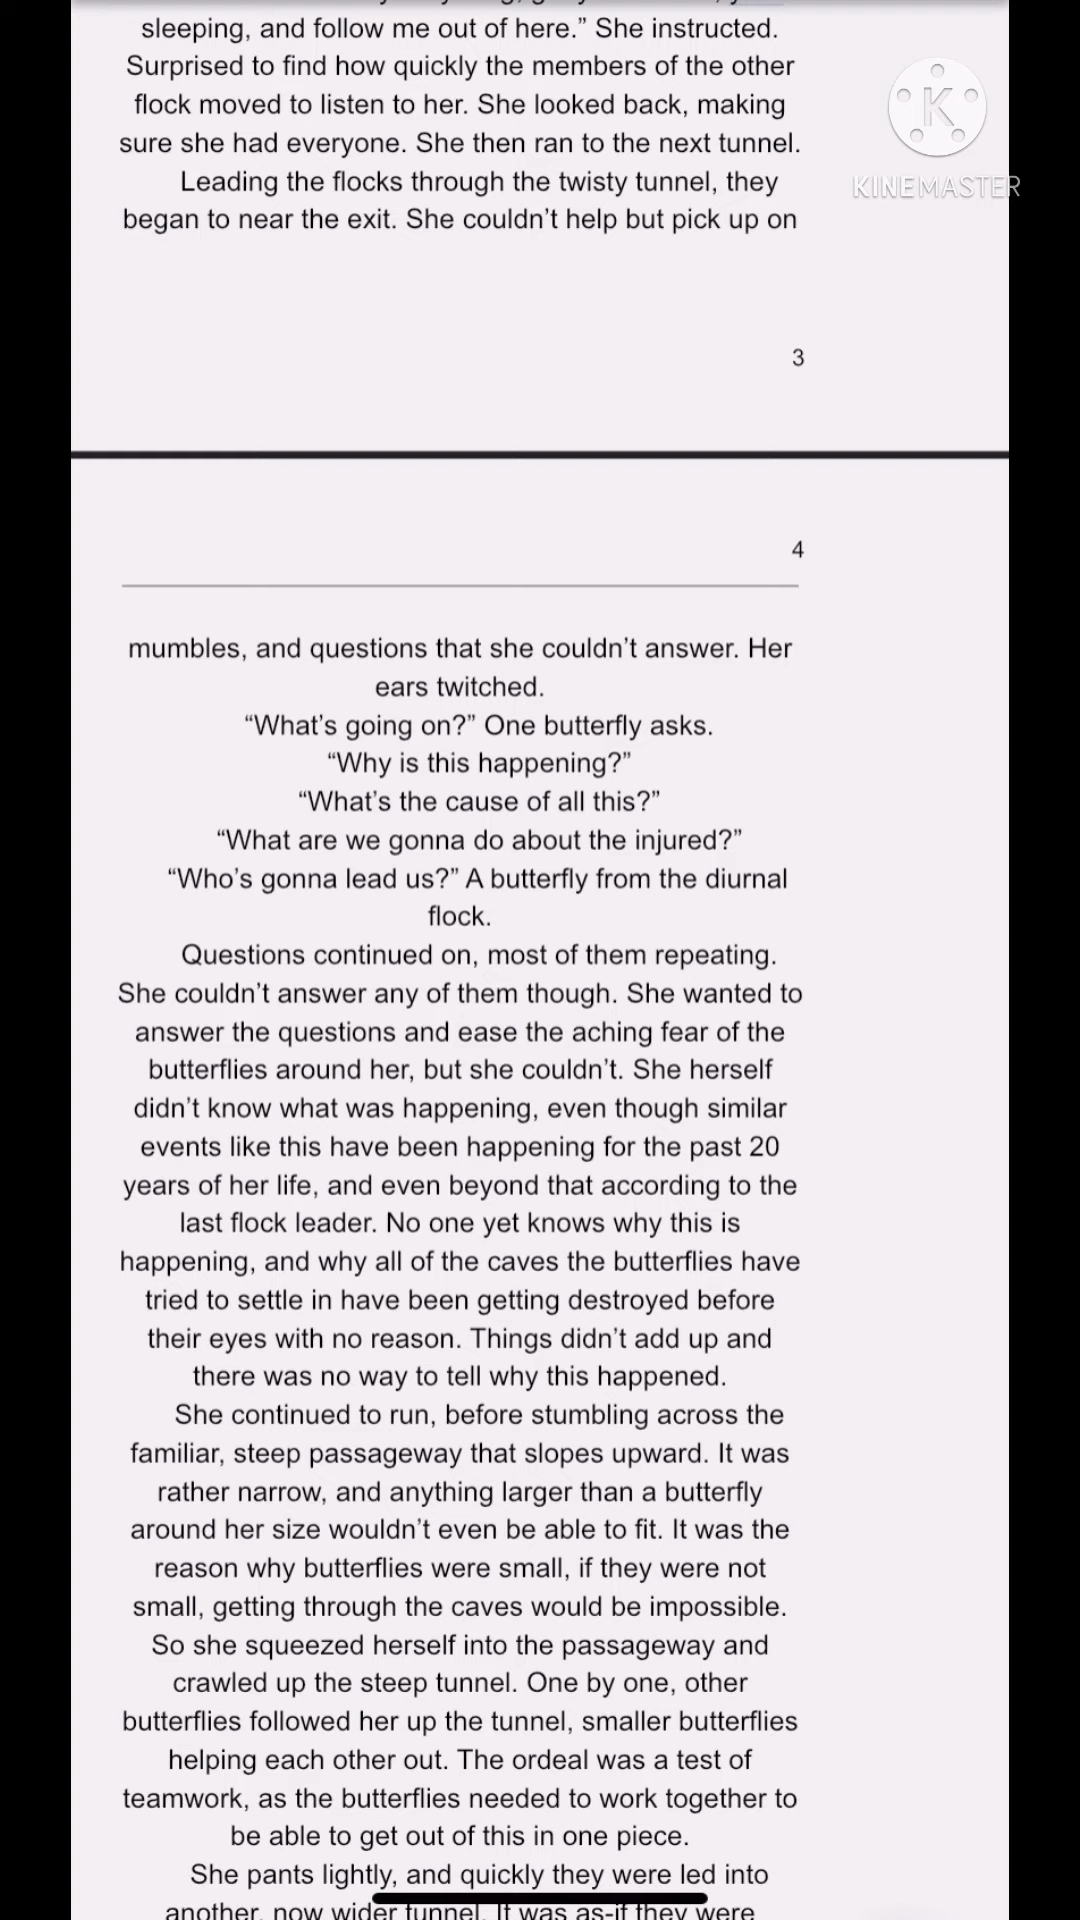 sleeping, and follow me out of here.” She instructed.
Surprised to find how quickly the members of the other
flock moved to listen to her. She looked back, making
sure she had everyone. She then ran to the next tunnel.
Leading the flocks through the twisty tunnel, they
began to near the exit. She couldn’t help but pick up on
K
KINEMASTER
3
4
mumbles, and questions that she couldn’t answer. Her
ears twitched.
“What’s going on?” One butterfly asks.
“Why is this happening?”
“What’s the cause of all this?”
“What are we gonna do about the injured?”
“Who’s gonna lead us?” A butterfly from the diurnal
flock.
Questions continued on, most of them repeating.
She couldn’t answer any of them though. She wanted to
answer the questions and ease the aching fear of the
butterflies around her, but she couldn’t. She herself
didn’t know what was happening, even though similar
events like this have been happening for the past 20
years of her life, and even beyond that according to the
last flock leader. No one yet knows why this is
happening, and why all of the caves the butterflies have
tried to settle in have been getting destroyed before
their eyes with no reason. Things didn’t add up and
there was no way to tell why this happened.
She continued to run, before stumbling across the
familiar, steep passageway that slopes upward. It was
rather narrow, and anything larger than a butterfly
around her size wouldn’t even be able to fit. It was the
reason why butterflies were small, if they were not
small, getting through the caves would be impossible.
So she squeezed herself into the passageway and
crawled up the steep tunnel. One by one, other
butterflies followed her up the tunnel, smaller butterflies
helping each other out. The ordeal was a test of
teamwork, as the butterflies needed to work together to
be able to get out of this in one piece.
She pants lightly, and quickly they were led into
another, now wider tunnel. It was as-if they were